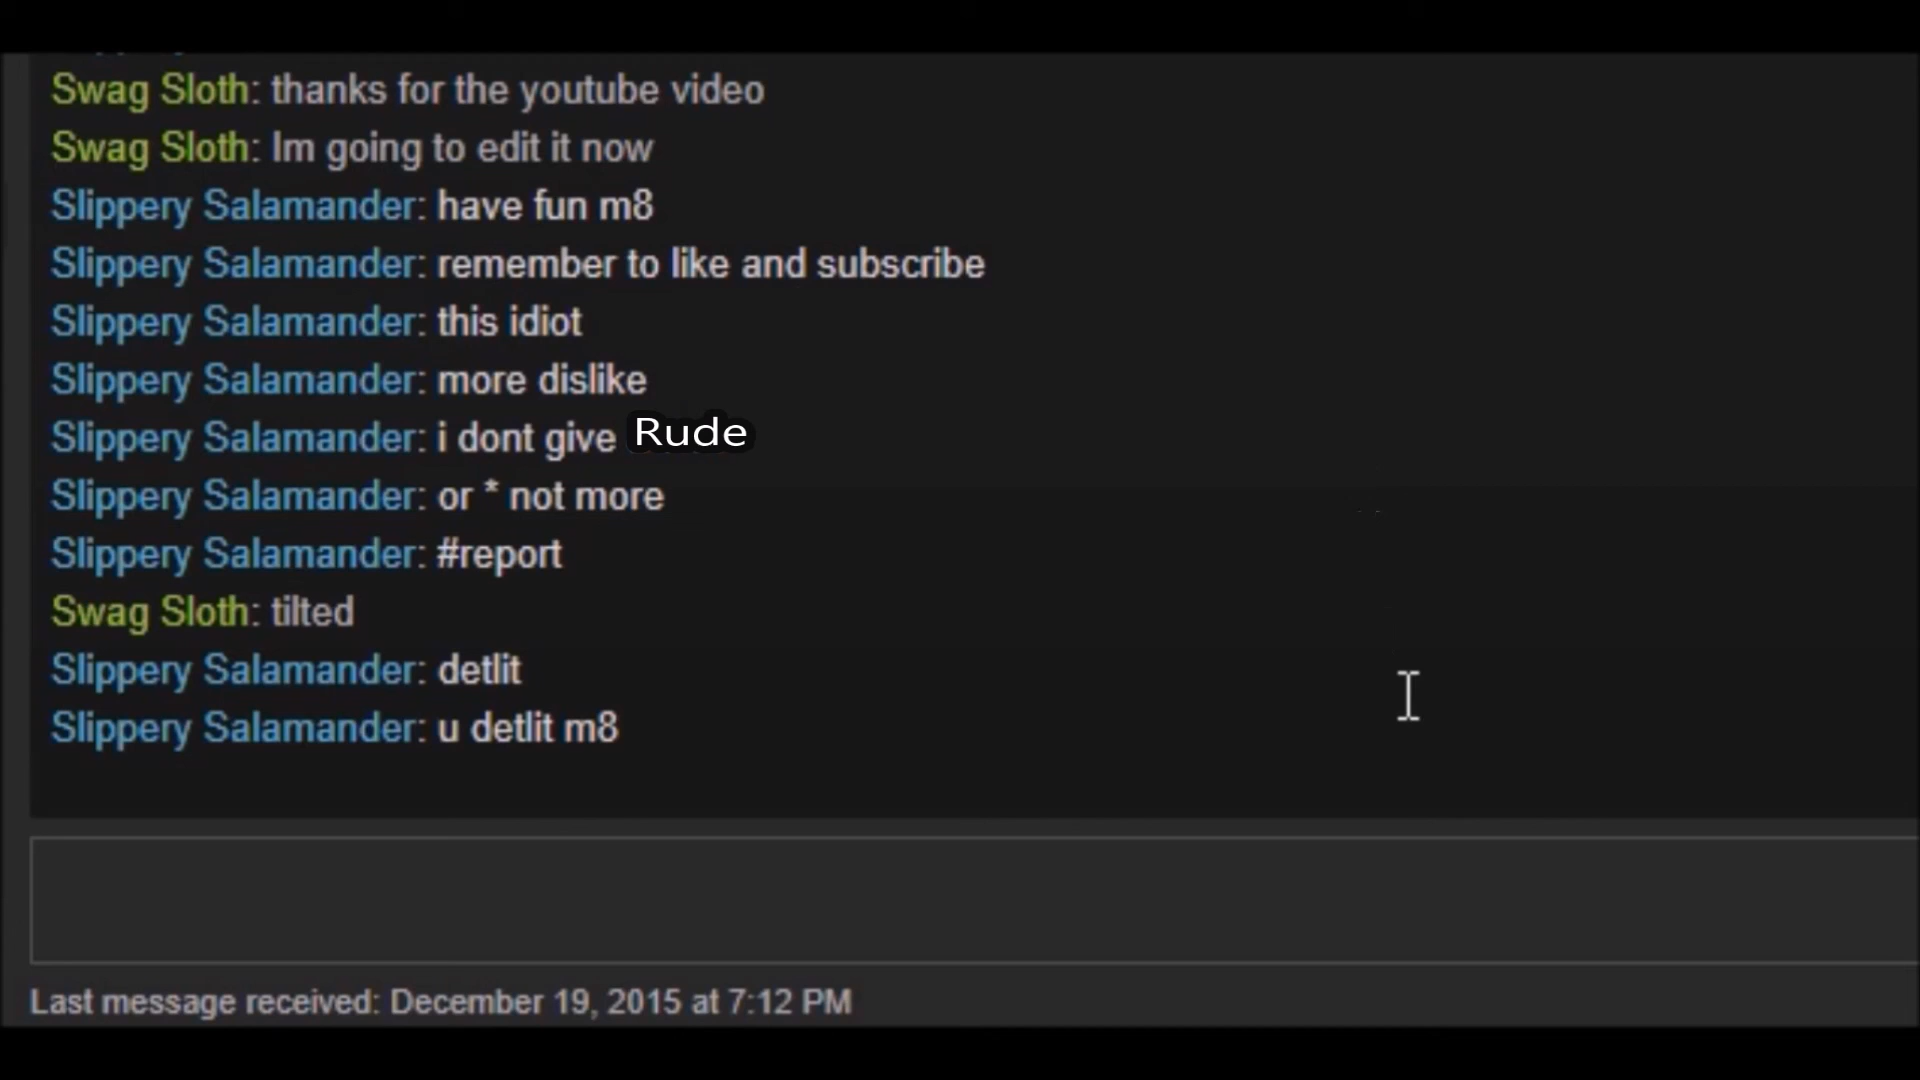 Swag Sloth: thanks for the youtube video
Swag Sloth: Im going to edit it now
Slippery Salamander: have fun m8
Slippery Salamander: remember to like and subscribe
Slippery Salamander: this idiot
Slippery Salamander: more dislike
Slippery Salamander: i dont give Rude
Slippery Salamander: or * not more
Slippery Salamander: #report
Swag Sloth: tilted
Slippery Salamander: detlit
Slippery Salamander: u detlit m8
Last message received: December 19, 2015 at 7:12 PM